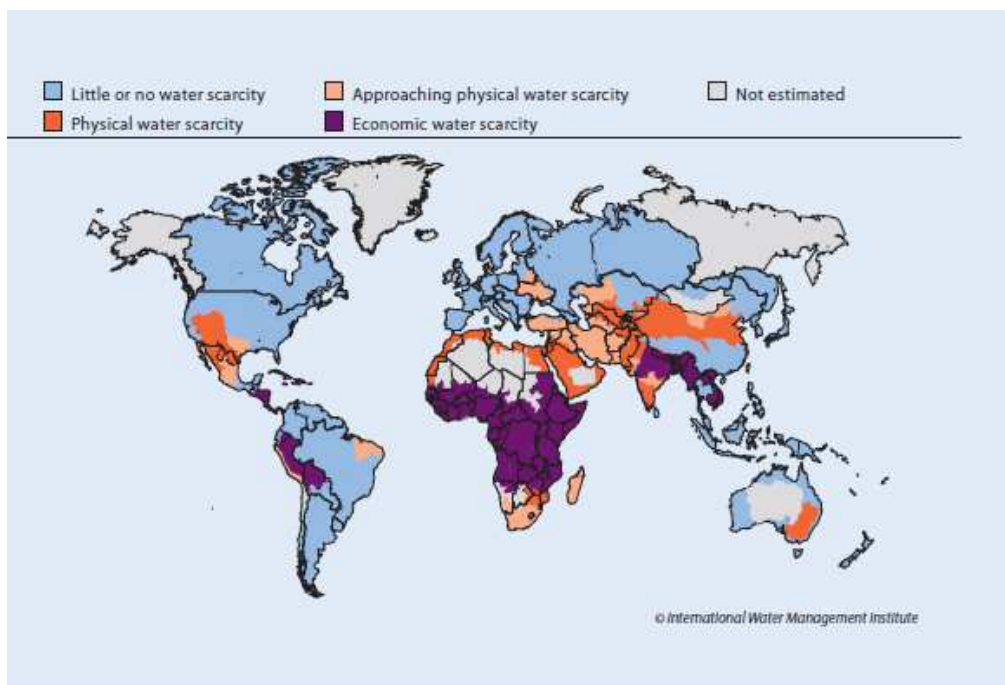 Little or no water scarcity
Approaching physical water scarcity
Not estimated
Physical water scarcity
Economic water scarcity
© International Water Management Institute